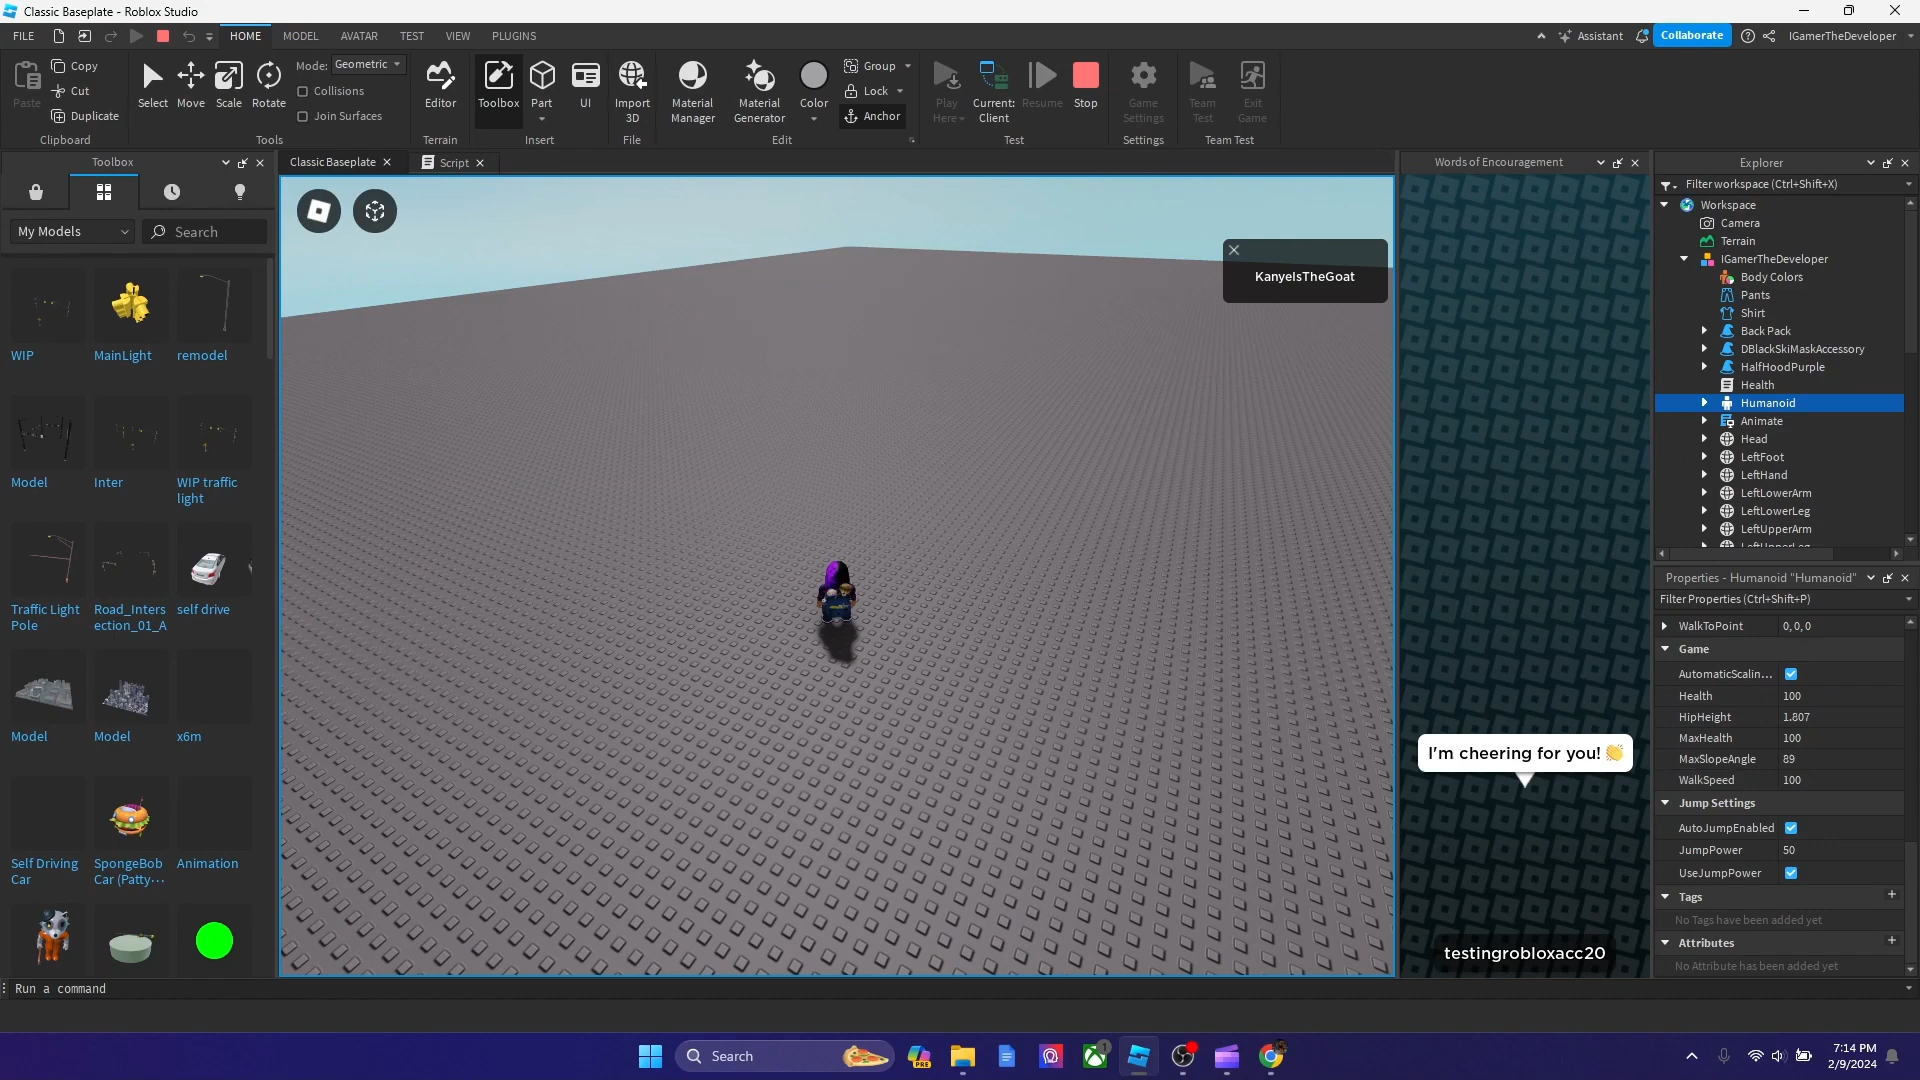 Classic Baseplate - Roblox Studio
FILE
HOME
MODEL
AVATAR
TEST
VIEW
PLUGINS
Assistant
Collaborate
IGamerTheDeveloper
Paste
Copy
Cut
Duplicate
Clipboard
Select
Move
Scale
Rotate
Mode:
Geometric
Collisions
Join Surfaces
Tools
Editor
Terrain
Toolbox
Part
UI
Insert
Import
3D
File
Material
Manager
Material
Generator
Color
Group
Lock
Anchor
Edit
Play
Here
Current:
Client
Resume
Stop
Test
Game
Settings
Settings
Team
Test
Exit
Game
Team Test
Toolbox
My Models
Search
WIP
MainLight
remodel
Model
Inter
WIP traffic
light
Traffic Light
Pole
Road_Inters
ection_01_A
self drive
Model
Model
x6m
Self Driving
Car
SpongeBob
Car (Patty...
Animation
Classic Baseplate
Script
KanyeIsTheGoat
Words of Encouragement
I'm cheering for you! 👏
testingrobloxacc20
Explorer
Filter workspace (Ctrl+Shift+X)
Workspace
Camera
Terrain
IGamerTheDeveloper
Body Colors
Pants
Shirt
Back Pack
DBlackSkiMaskAccessory
HalfHoodPurple
Health
Humanoid
Animate
Head
LeftFoot
LeftHand
LeftLowerArm
LeftLowerLeg
LeftUpperArm
LeftUpperLeg
Properties - Humanoid "Humanoid"
Filter Properties (Ctrl+Shift+P)
WalkToPoint 0, 0, 0
Game
AutomaticScalin...
Health 100
HipHeight 1.807
MaxHealth 100
MaxSlopeAngle 89
WalkSpeed 100
Jump Settings
AutoJumpEnabled
JumpPower 50
UseJumpPower
Tags
No Tags have been added yet
Attributes
No Attribute has been added yet
Run a command
Search
PRE
1
7:14 PM
2/9/2024